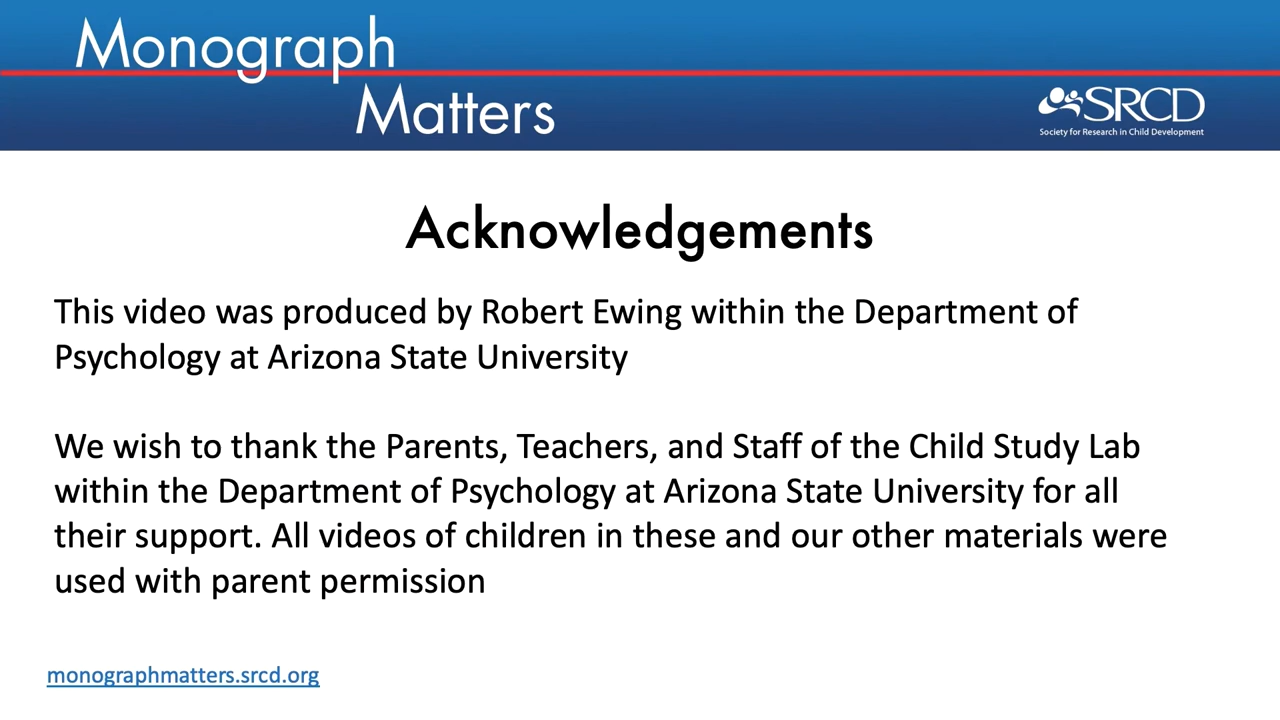 Monograph
Matters
SRCD
Society for Research in Child Development
Acknowledgements
This video was produced by Robert Ewing within the Department of
Psychology at Arizona State University
We wish to thank the Parents, Teachers, and Staff of the Child Study Lab
within the Department of Psychology at Arizona State University for all
their support. All videos of children in these and our other materials were
used with parent permission
monographmatters.srcd.org